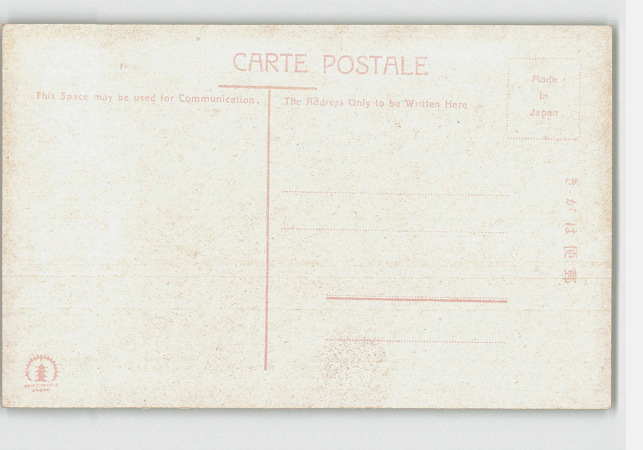 CARTE POSTALE
This Space may be used for Communication.
The Address Only to be Written Here
Made
In
Japan
きがは便郵